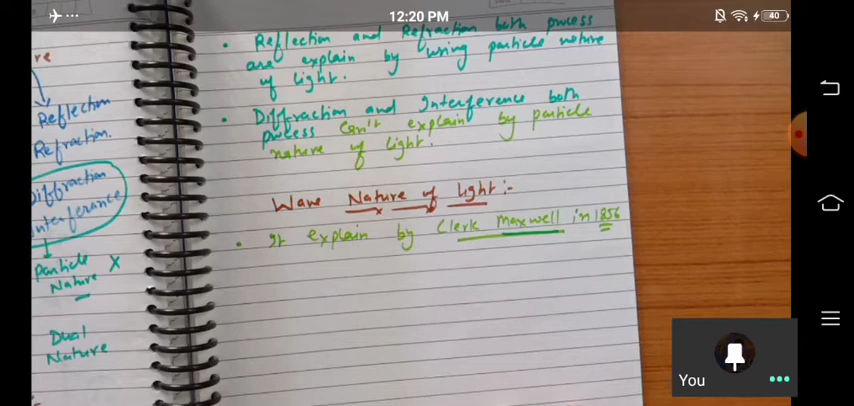 12:20 PM
40
re
Reflection
Refraction.
Diffraction
Interferance
Particle X
Nature
Dual
Nature
• Reflection and Refraction both process
are explain by using particle nature
of light.
• Diffraction and Interference both
process Can't explain by particle
nature of light.
Wave Nature of light :-
• It explain by Clerk Maxwell in 1856
You